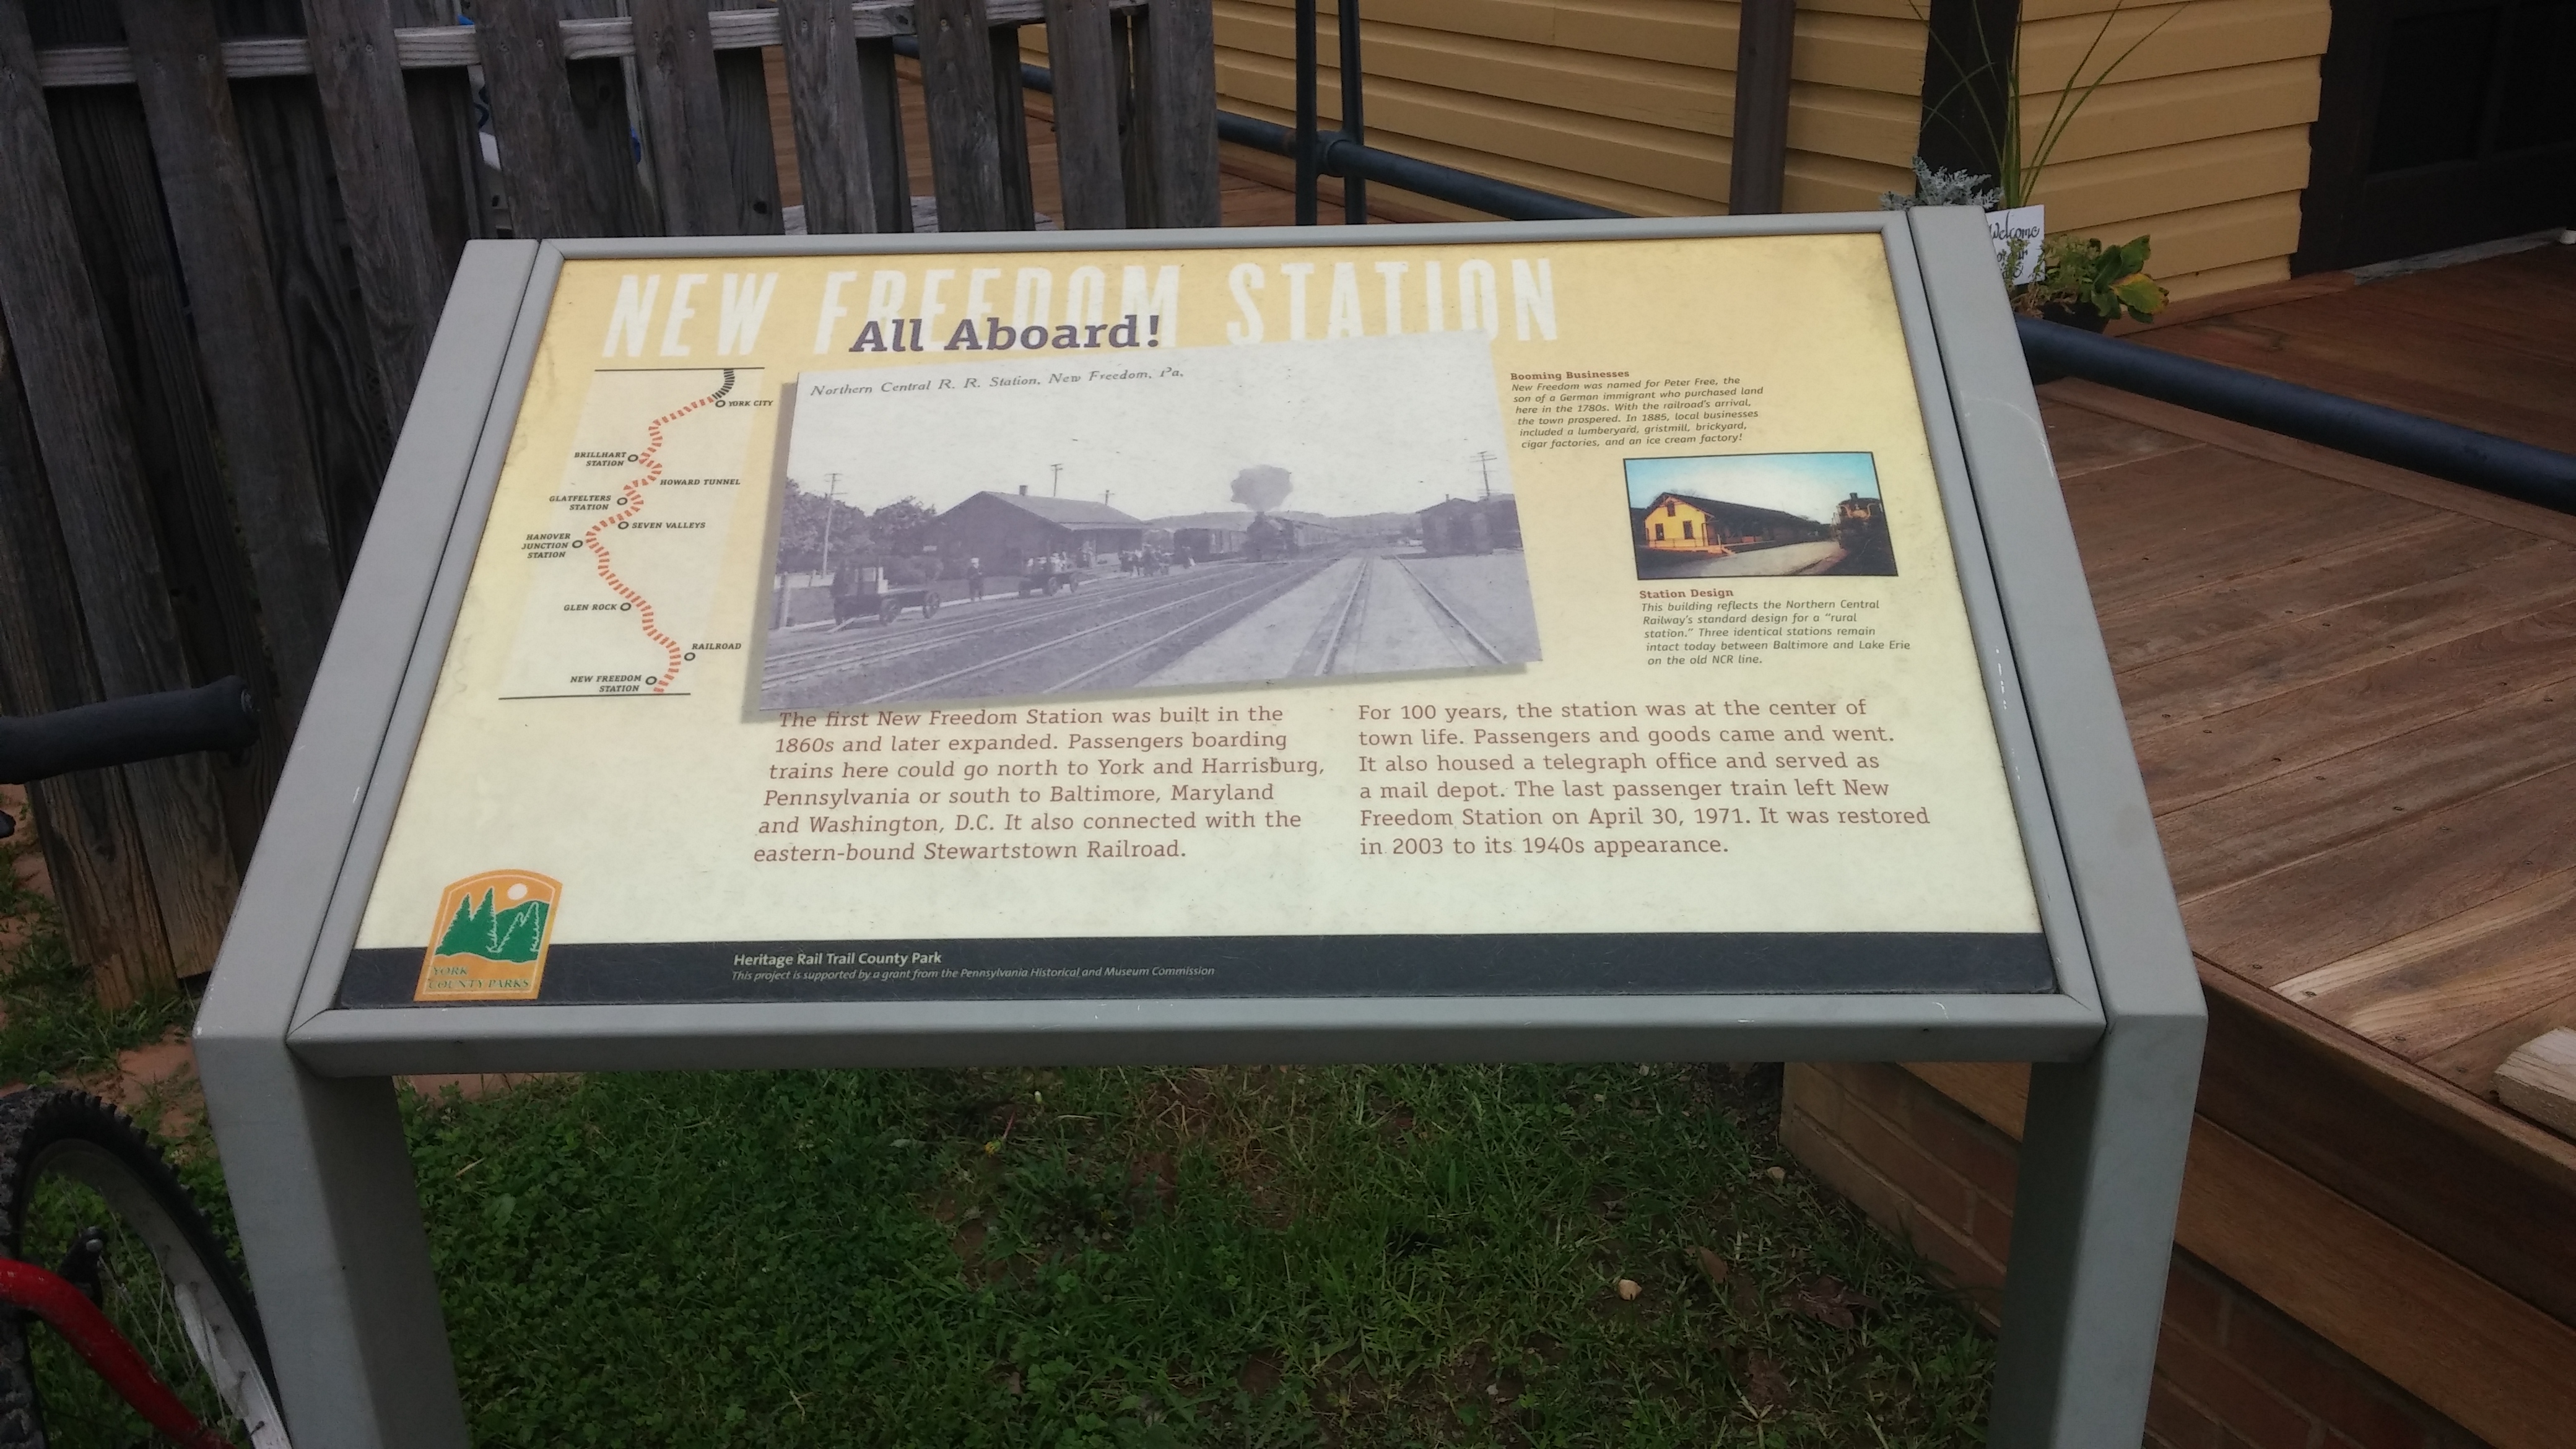 NEW FREEDOM STATION
All Aboard!
YORK CITY
BRILLHART
STATION
HOWARD TUNNEL
GLATFELTERS
STATION
SEVEN VALLEYS
HANOVER
JUNCTION
STATION
GLEN ROCK
RAILROAD
NEW FREEDOM
STATION
Northern Central R. R. Station, New Freedom, Pa.
Booming Businesses
New Freedom was named for Peter Free, the
son of a German immigrant who purchased land
here in the 1780s. With the railroad's arrival,
the town prospered. In 1885, local businesses
included a lumberyard, gristmill, brickyard,
cigar factories, and an ice cream factory!
Station Design
This building reflects the Northern Central
Railway's standard design for a "rural
station." Three identical stations remain
intact today between Baltimore and Lake Erie
on the old NCR line.
The first New Freedom Station was built in the
1860s and later expanded. Passengers boarding
trains here could go north to York and Harrisburg,
Pennsylvania or south to Baltimore, Maryland
and Washington, D.C. It also connected with the
eastern-bound Stewartstown Railroad.
For 100 years, the station was at the center of
town life. Passengers and goods came and went.
It also housed a telegraph office and served as
a mail depot. The last passenger train left New
Freedom Station on April 30, 1971. It was restored
in 2003 to its 1940s appearance.
YORK
COUNTY PARKS
Heritage Rail Trail County Park
This project is supported by a grant from the Pennsylvania Historical and Museum Commission
Welcome